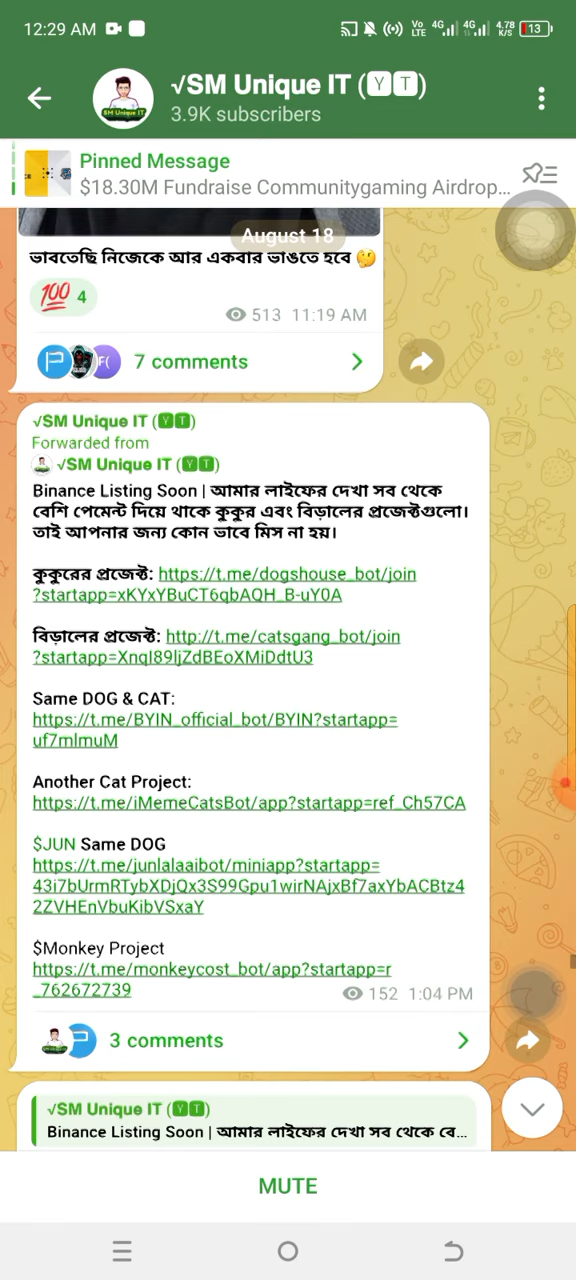 12:29 AM
Vo LTE 4G 4G 4.78 K/S 13
√SM Unique IT (🅈🅃)
3.9K subscribers
Pinned Message
$18.30M Fundraise Communitygaming Airdrop...
August 18
ভাবতেছি নিজেকে আর একবার ভাঙতে হবে 🤔
💯 4
513 11:19 AM
F(
7 comments
√SM Unique IT (🆈🆃)
Forwarded from
√SM Unique IT (🆈🆃)
Binance Listing Soon | আমার লাইফের দেখা সব থেকে
বেশি পেমেন্ট দিয়ে থাকে কুকুর এবং বিড়ালের প্রজেক্টগুলো।
তাই আপনার জন্য কোন ভাবে মিস না হয়।
কুকুরের প্রজেক্ট: https://t.me/dogshouse_bot/join
?startapp=xKYxYBuCT6qbAQH_B-uY0A
বিড়ালের প্রজেক্ট: http://t.me/catsgang_bot/join
?startapp=XnqI89ljZdBEoXMiDdtU3
Same DOG & CAT:
https://t.me/BYIN_official_bot/BYIN?startapp=
uf7mlmuM
Another Cat Project:
https://t.me/iMemeCatsBot/app?startapp=ref_Ch57CA
$JUN Same DOG
https://t.me/junlalaaibot/miniapp?startapp=
43i7bUrmRTybXDjQx3S99Gpu1wirNAjxBf7axYbACBtz4
2ZVHEnVbuKibVSxaY
$Monkey Project
https://t.me/monkeycost_bot/app?startapp=r
_762672739
152 1:04 PM
3 comments
√SM Unique IT (🆈🆃)
Binance Listing Soon | আমার লাইফের দেখা সব থেকে বে...
MUTE